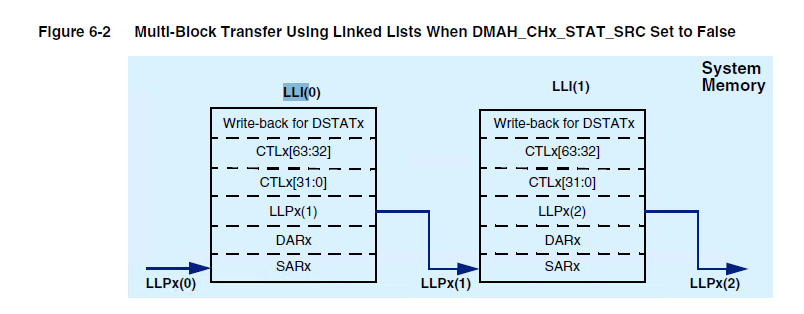 Figure 6-2 Multi-Block Transfer Using Linked Lists When DMAH_CHx_STAT_SRC Set to False
System
Memory
LLI(0)
LLI(1)
Write-back for DSTATx
CTLx[63:32]
CTLx[31:0]
LLPx(1)
DARx
SARx
Write-back for DSTATx
CTLx[63:32]
CTLx[31:0]
LLPx(2)
DARx
SARx
LLPx(0)
LLPx(1)
LLPx(2)